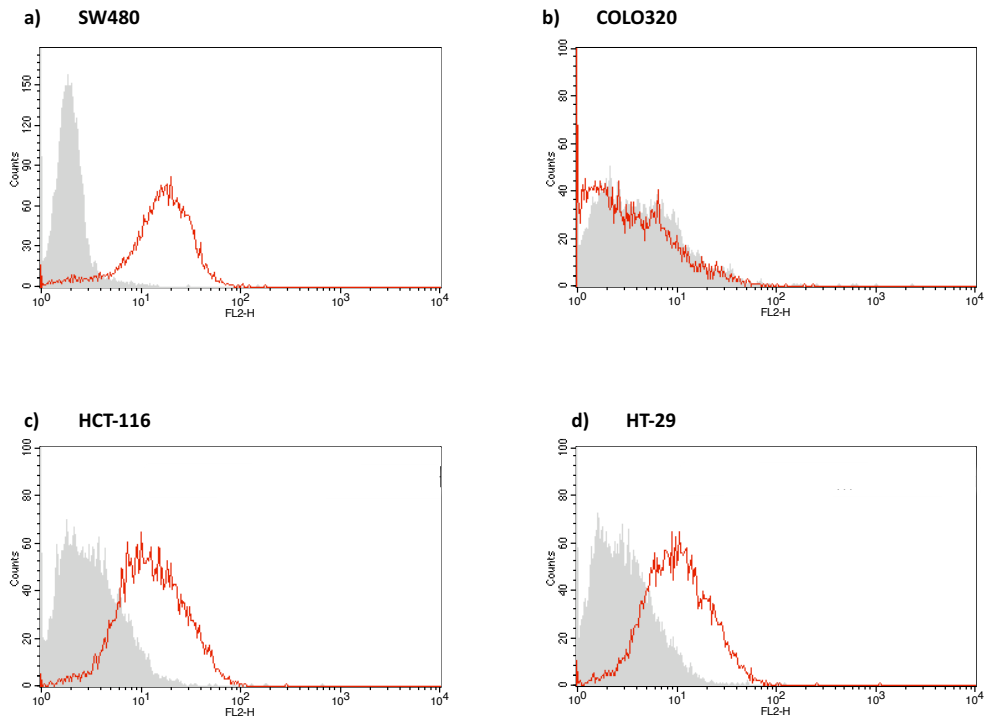 a) SW480
Counts
0 30 60 90 120 150
10^0 10^1 10^2 10^3 10^4
FL2-H
b) COLO320
Counts
0 20 40 60 80 100
10^0 10^1 10^2 10^3 10^4
FL2-H
c) HCT-116
Counts
0 20 40 60 80 100
10^0 10^1 10^2 10^3 10^4
FL2-H
d) HT-29
Counts
0 20 40 60 80 100
10^0 10^1 10^2 10^3 10^4
FL2-H